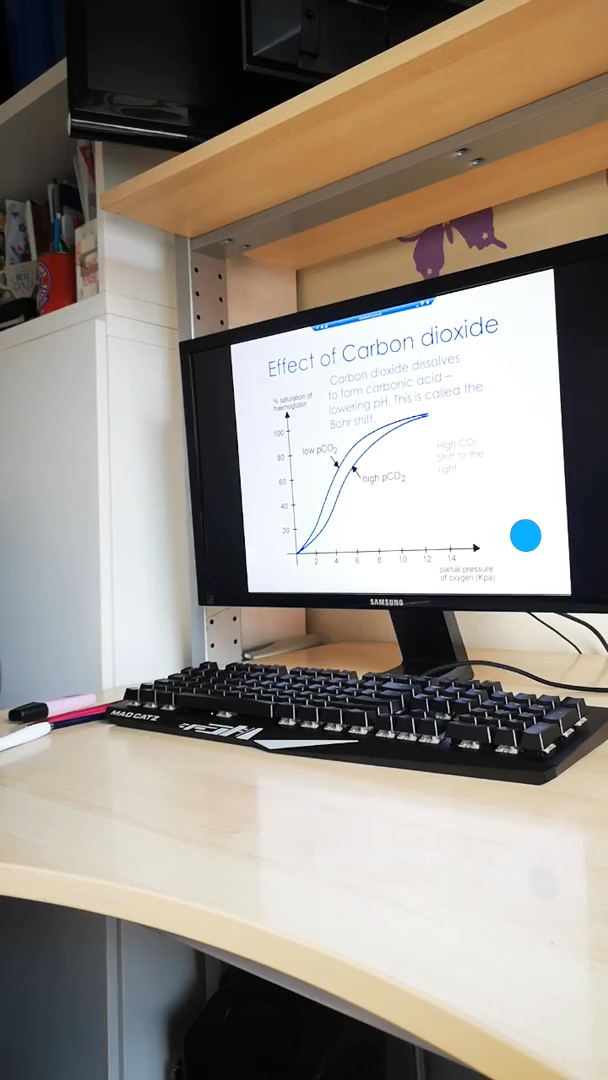 Effect of Carbon dioxide
Carbon dioxide dissolves
to form carbonic acid –
lowering pH. This is called the
Bohr shift.
% saturation of
haemoglobin
100
80
60
40
20
low pCO2
high pCO2
High CO2
Shift to the
right
2 4 6 8 10 12 14
partial pressure
of oxygen (Kpa)
SAMSUNG
MAD CATZ